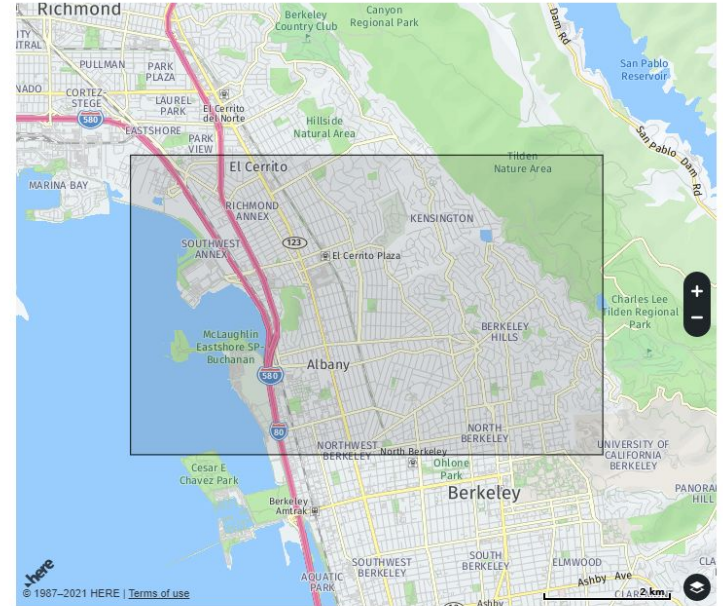 Richmond
Berkeley
Country Club
Canyon
Regional Park
Dam Rd
San Pablo
Reservoir
PULLMAN
PARK
PLAZA
CORTEZ-
STEGE
LAUREL
PARK
El Cerrito
del Norte
580
EASTSHORE
PARK
VIEW
Hillside
Natural Area
San Pablo Dam Rd
El Cerrito
Tilden
Nature Area
MARINA BAY
RICHMOND
ANNEX
KENSINGTON
SOUTHWEST
ANNEX
123
El Cerrito Plaza
Charles Lee
Tilden Regional
Park
McLaughlin
Eastshore SP-
Buchanan
BERKELEY
HILLS
Albany
580
80
NORTHWEST
BERKELEY
North Berkeley
NORTH
BERKELEY
UNIVERSITY OF
CALIFORNIA
BERKELEY
Cesar E
Chavez Park
Ohlone
Park
Berkeley
PANORA
HILL
Berkeley
Amtrak
SOUTHWEST
BERKELEY
SOUTH
BERKELEY
ELMWOOD
AQUATIC
PARK
Ashby Ave
Ashby
2 km
here
© 1987–2021 HERE | Terms of use